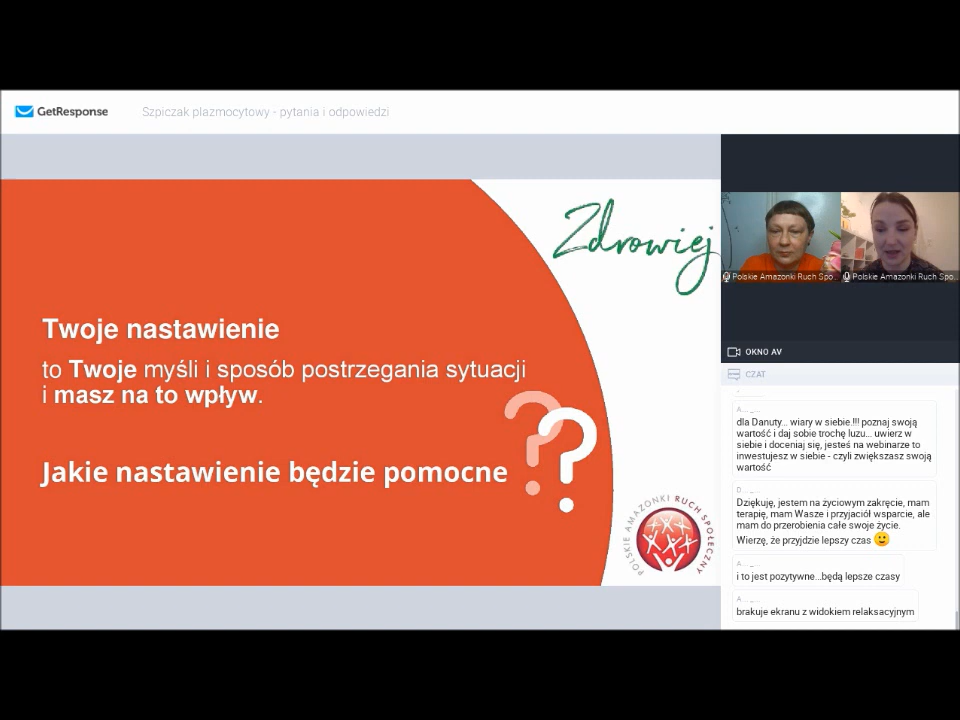 GetResponse
Szpiczak plazmocytowy - pytania i odpowiedzi
Zdrowiej
Twoje nastawienie
to Twoje myśli i sposób postrzegania sytuacji
i masz na to wpływ.
Jakie nastawienie będzie pomocne
??
POLSKIE AMAZONKI RUCH SPOŁECZNY
Polskie Amazonki Ruch Spo...
Polskie Amazonki Ruch Spo...
OKNO AV
CZAT
A... _ ...
dla Danuty... wiary w siebie.!!! poznaj swoją
wartość i daj sobie trochę luzu... uwierz w
siebie i doceniaj się, jesteś na webinarze to
inwestujesz w siebie - czyli zwiększasz swoją
wartość
D... _ ...
Dziękuję, jestem na życiowym zakręcie, mam
terapię, mam Wasze i przyjaciół wsparcie, ale
mam do przerobienia całe swoje życie.
Wierzę, że przyjdzie lepszy czas 🙂
A... _ ...
i to jest pozytywne...będą lepsze czasy
A... _ ...
brakuje ekranu z widokiem relaksacyjnym